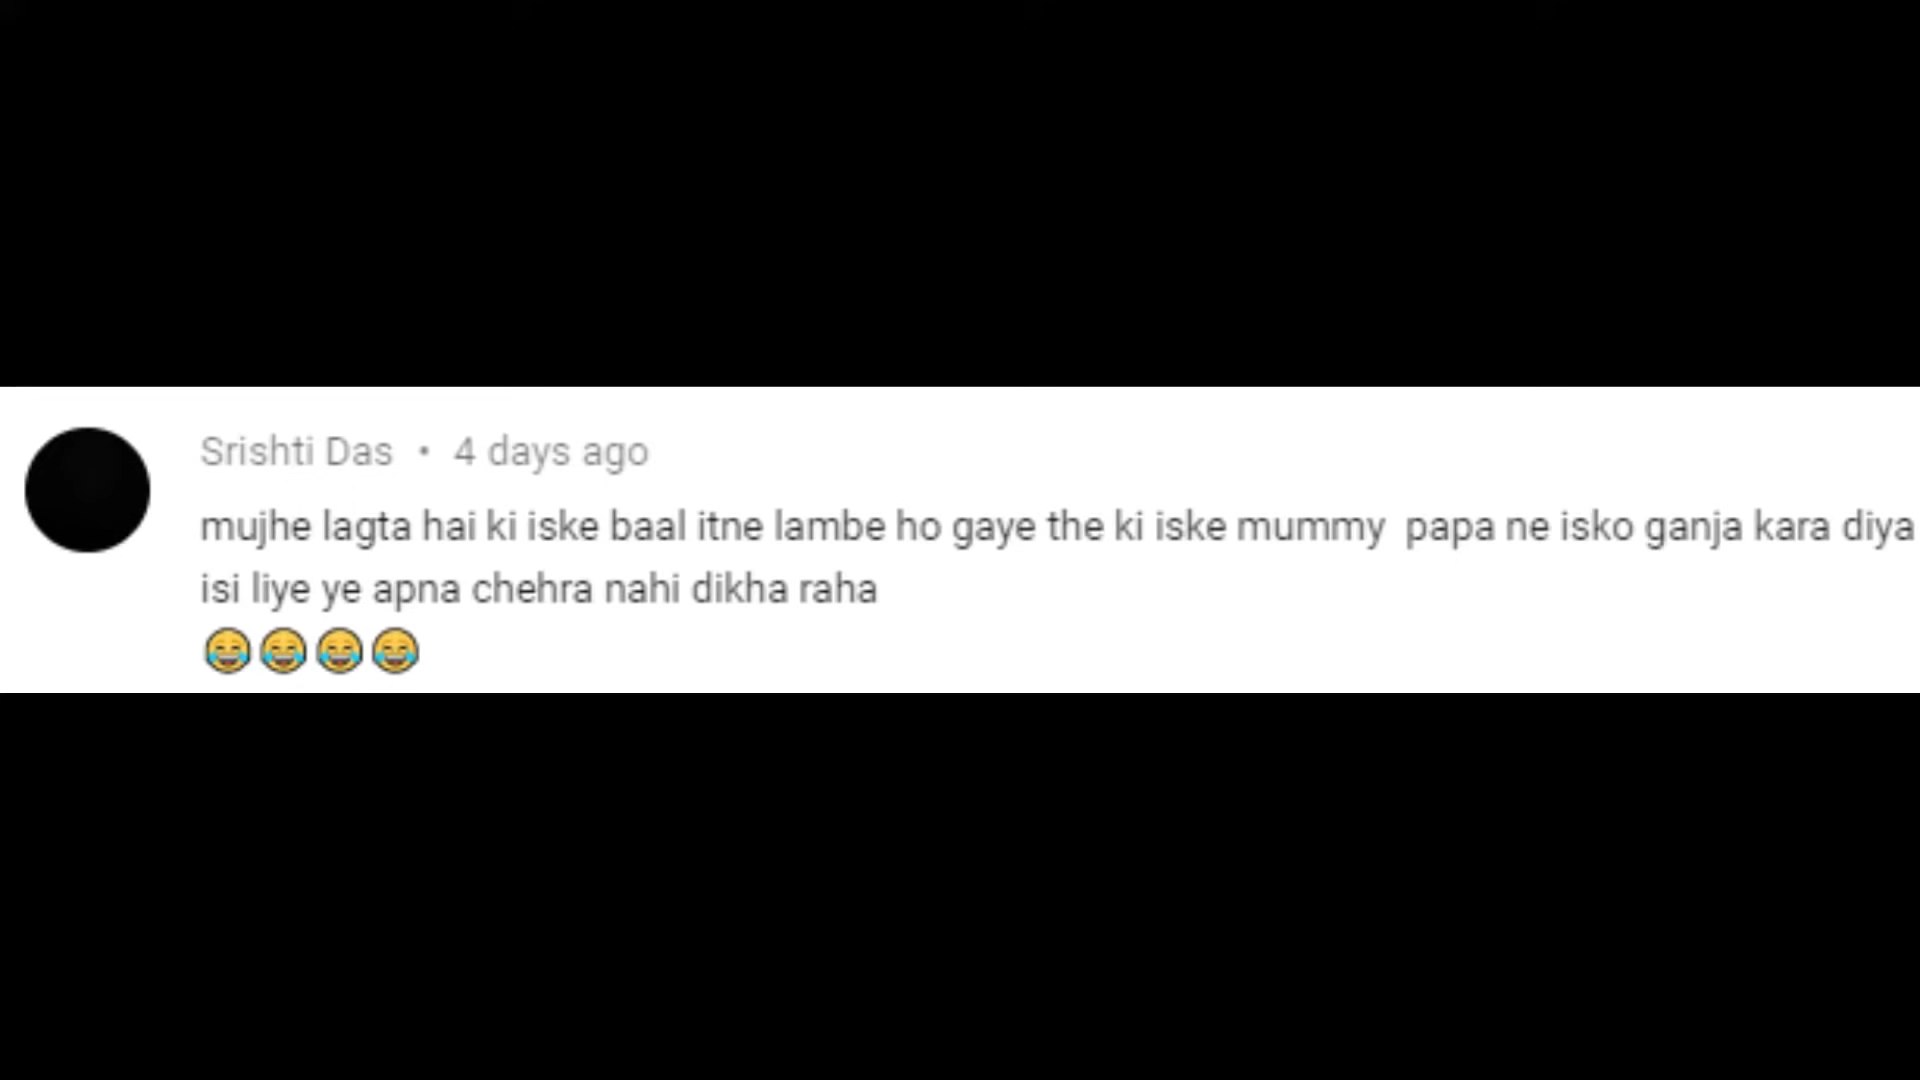 Srishti Das • 4 days ago
mujhe lagta hai ki iske baal itne lambe ho gaye the ki iske mummy  papa ne isko ganja kara diya
isi liye ye apna chehra nahi dikha raha
😂😂😂😂